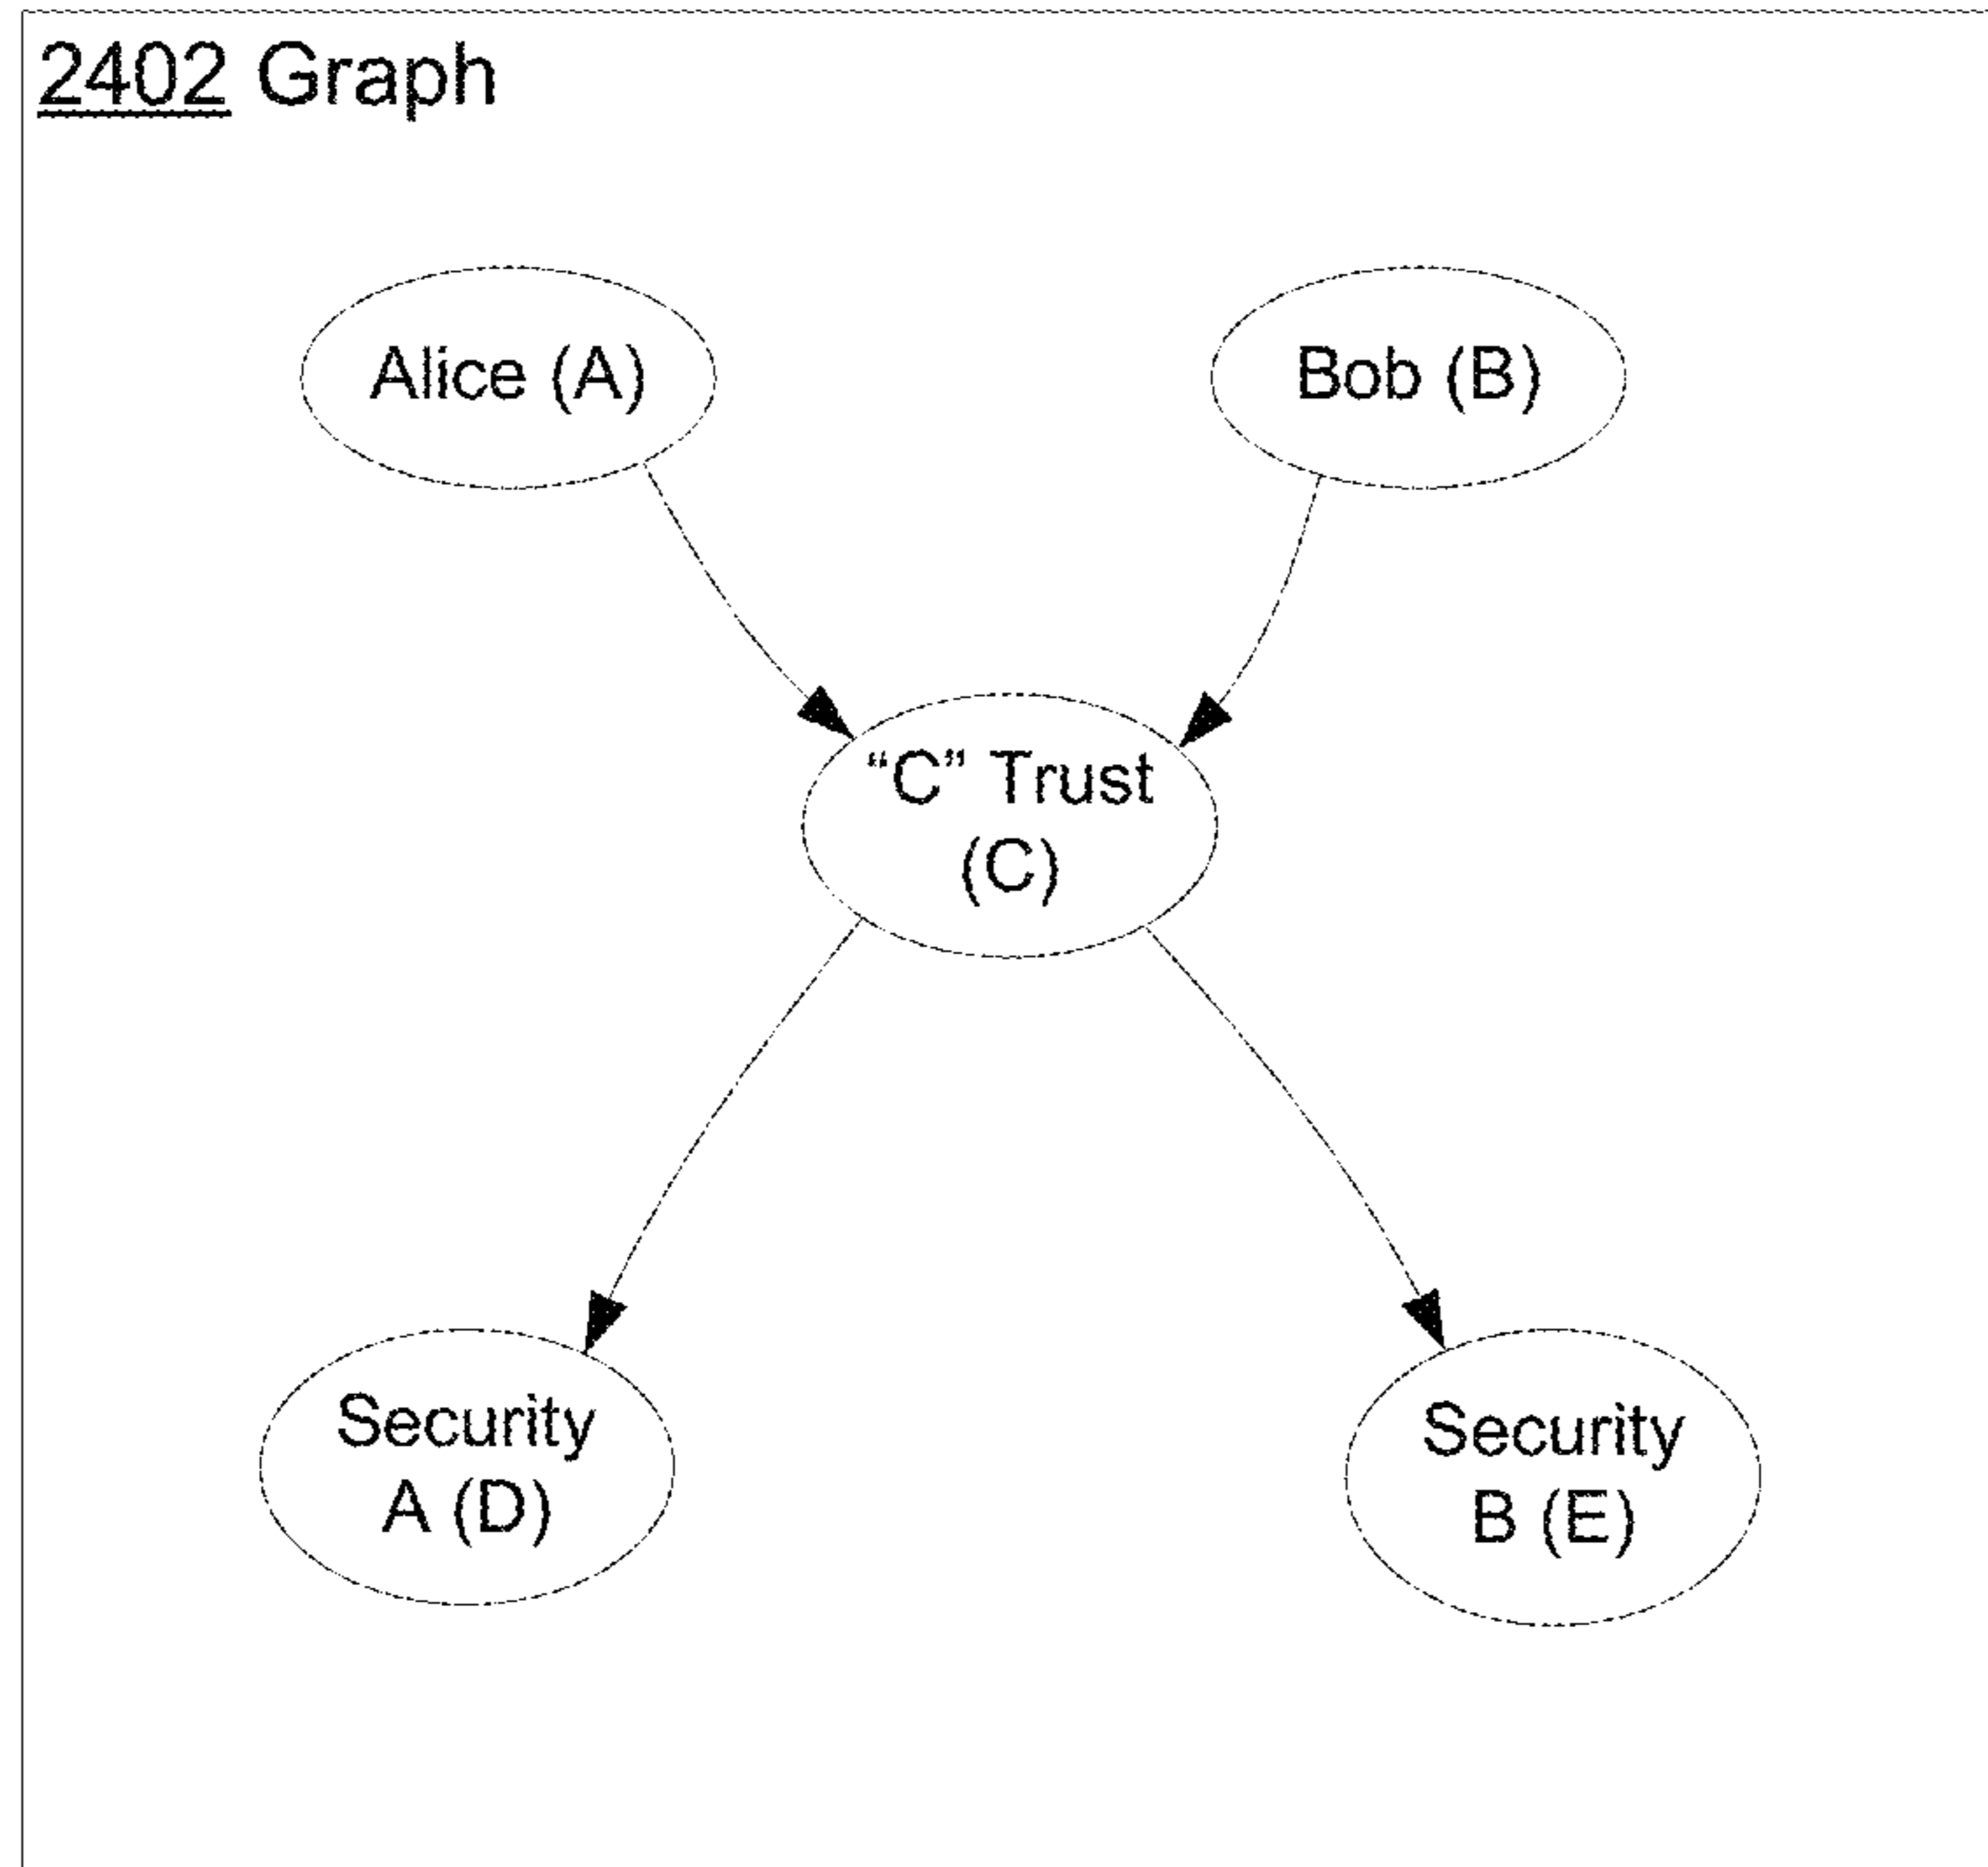 2402 Graph
Alice (A)
Bob (B)
“C” Trust
(C)
Security
A (D)
Security
B (E)